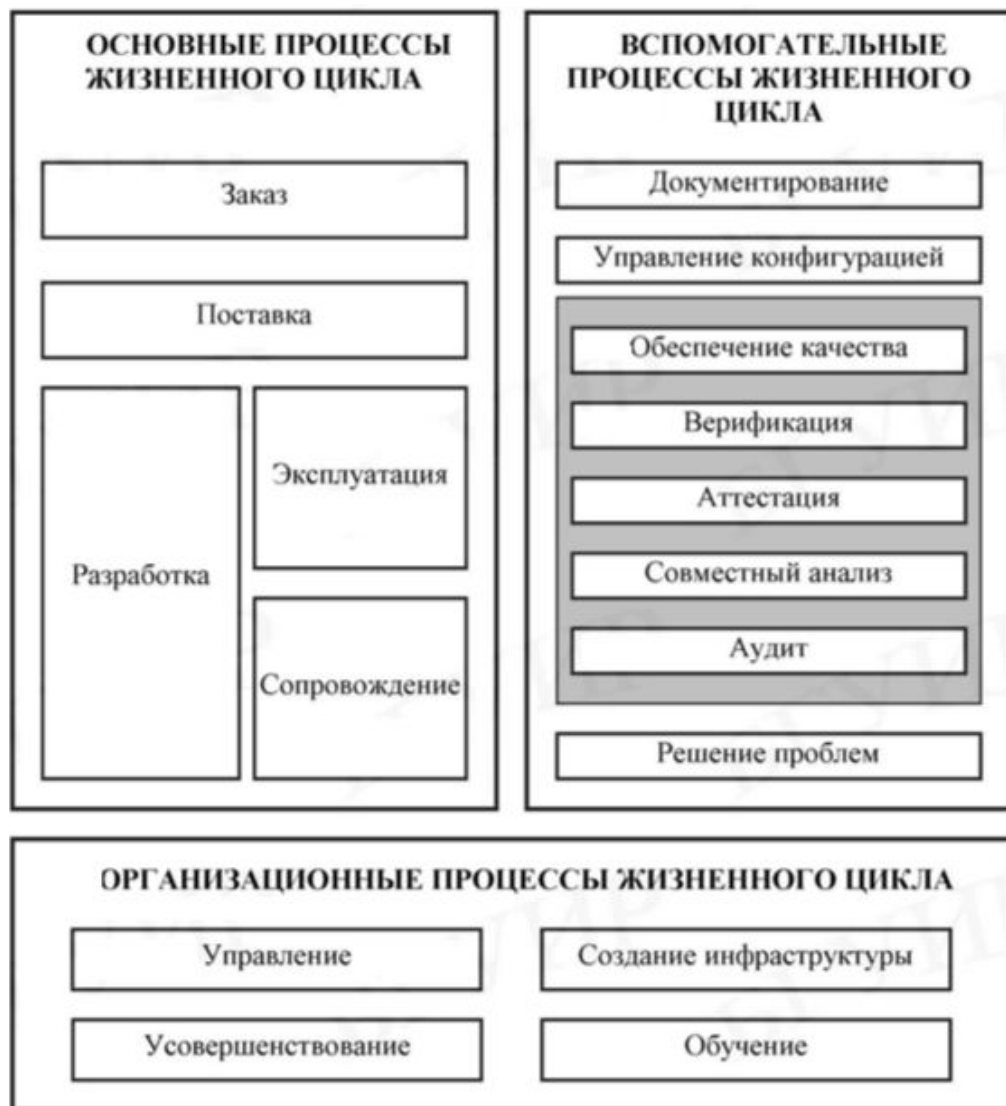 ОСНОВНЫЕ ПРОЦЕССЫ
ЖИЗНЕННОГО ЦИКЛА
Заказ
Поставка
Разработка
Эксплуатация
Сопровождение
ВСПОМОГАТЕЛЬНЫЕ
ПРОЦЕССЫ ЖИЗНЕННОГО
ЦИКЛА
Документирование
Управление конфигурацией
Обеспечение качества
Верификация
Аттестация
Совместный анализ
Аудит
Решение проблем
ОРГАНИЗАЦИОННЫЕ ПРОЦЕССЫ ЖИЗНЕННОГО ЦИКЛА
Управление
Создание инфраструктуры
Усовершенствование
Обучение